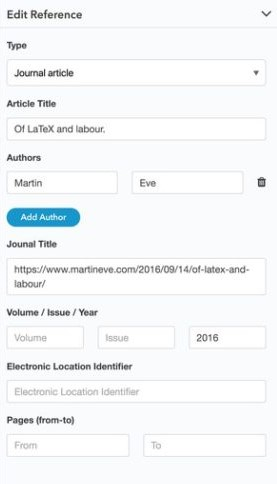 Edit Reference
Type
Journal article
Article Title
Of LaTeX and labour.
Authors
Martin Eve
Add Author
Jounal Title
https://www.martineve.com/2016/09/14/of-latex-and-
labour/
Volume / Issue / Year
Volume Issue 2016
Electronic Location Identifier
Electronic Location Identifier
Pages (from-to)
From To